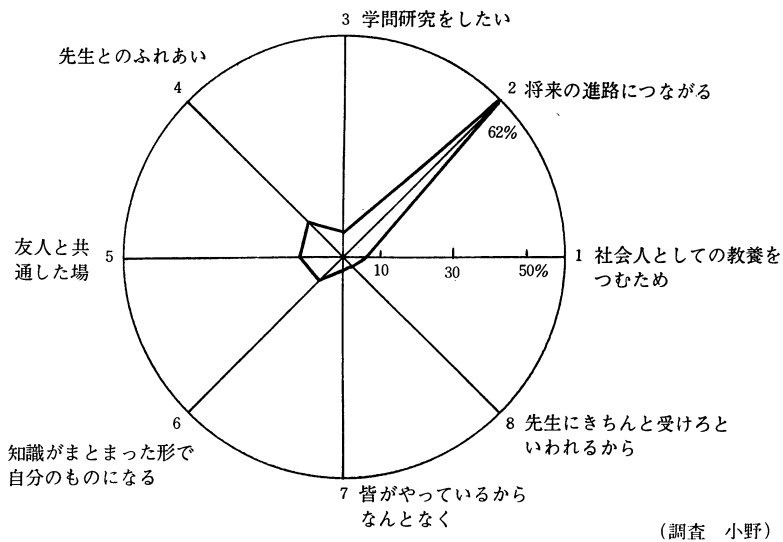 3 学問研究をしたい
先生とのふれあい
4
2 将来の進路につながる
62%
友人と共
通した場
5
10
30
50%
1 社会人としての教養を
つむため
6
知識がまとまった形で
自分のものになる
8 先生にきちんと受けろと
いわれるから
7 皆がやっているから
なんとなく
(調査 小野)